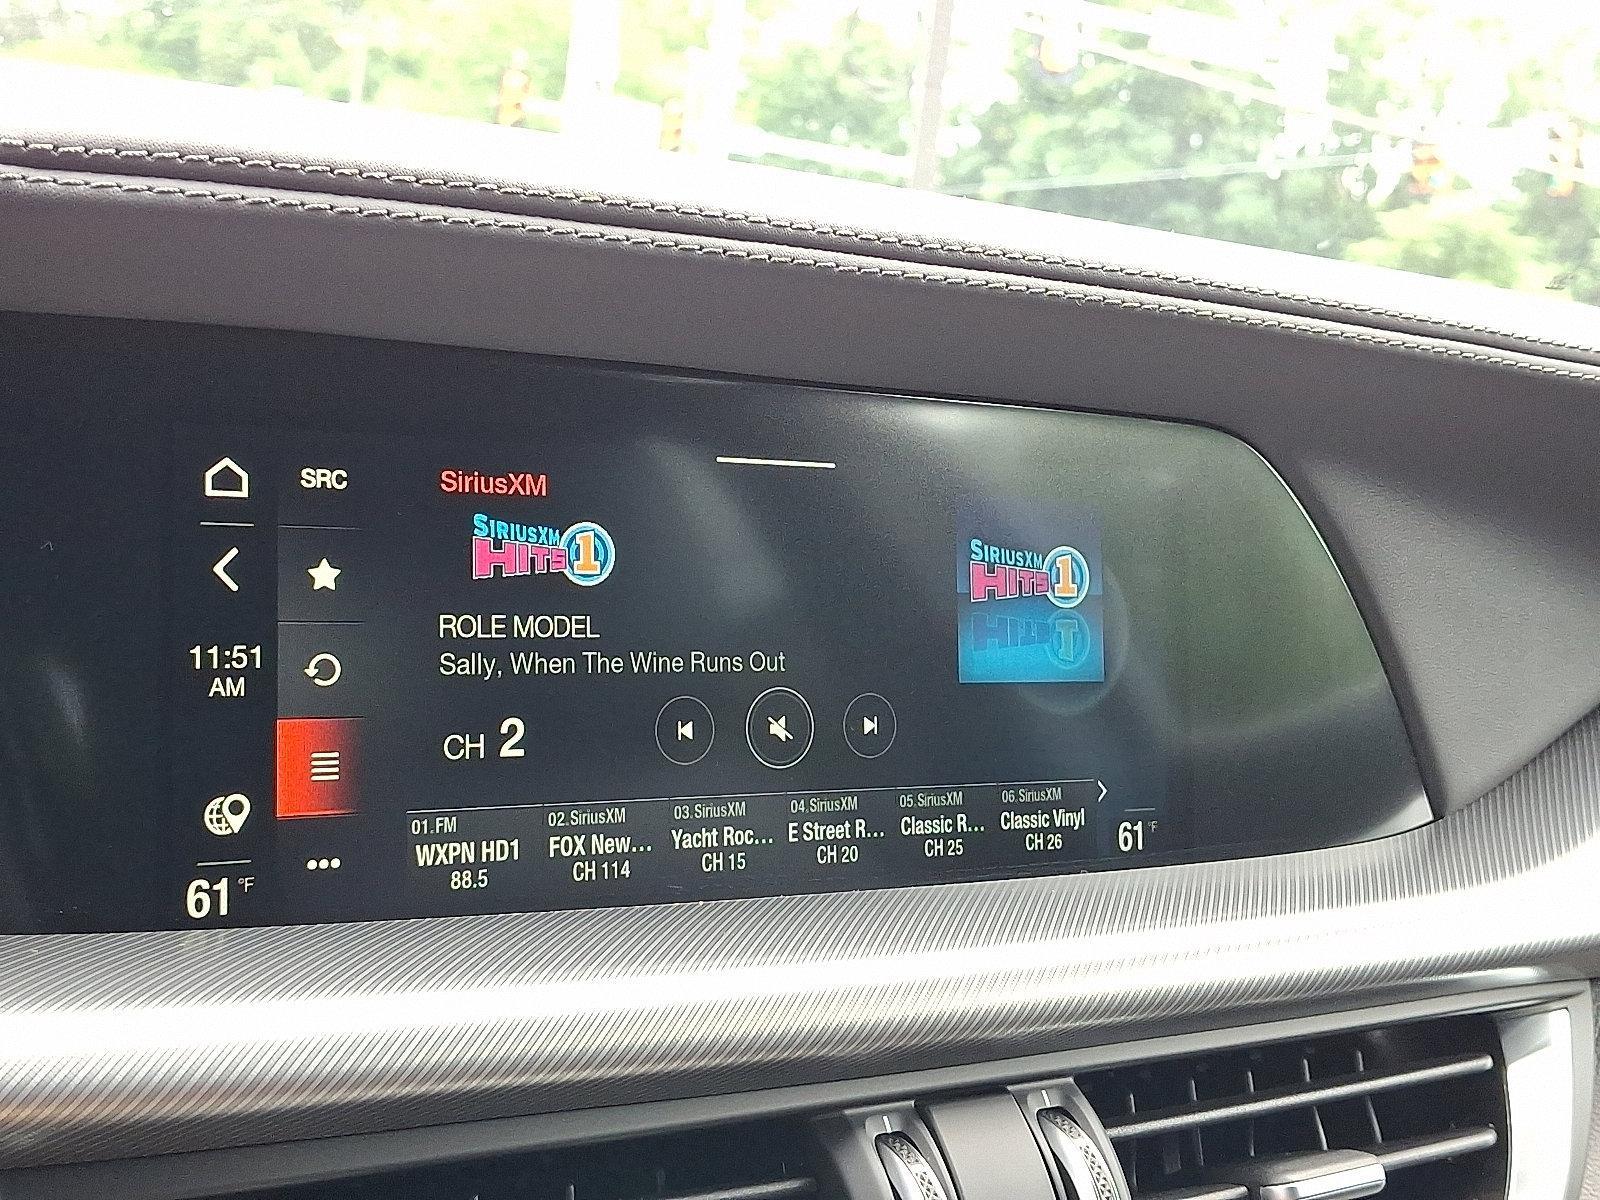 SRC
SiriusXM
SIRIUSXM
HITS 1
SIRIUSXM
HITS 1
ROLE MODEL
Sally, When The Wine Runs Out
11:51
AM
CH 2
01.FM
WXPN HD1
88.5
02.SiriusXM
FOX New...
CH 114
03.SiriusXM
Yacht Roc...
CH 15
04.SiriusXM
E Street R...
CH 20
05.SiriusXM
Classic R...
CH 25
06.SiriusXM
Classic Vinyl
CH 26
61 °F
61 °F